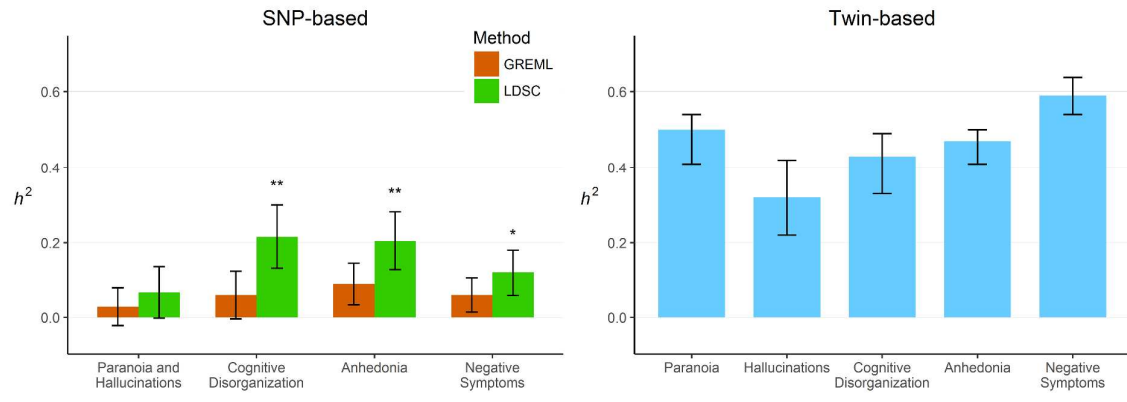 SNP-based
Method
GREML
LDSC
0.6
0.4
h²
0.2
0.0
**
**
*
Paranoia and
Hallucinations
Cognitive
Disorganization
Anhedonia
Negative
Symptoms
Twin-based
0.6
0.4
h²
0.2
0.0
Paranoia
Hallucinations
Cognitive
Disorganization
Anhedonia
Negative
Symptoms